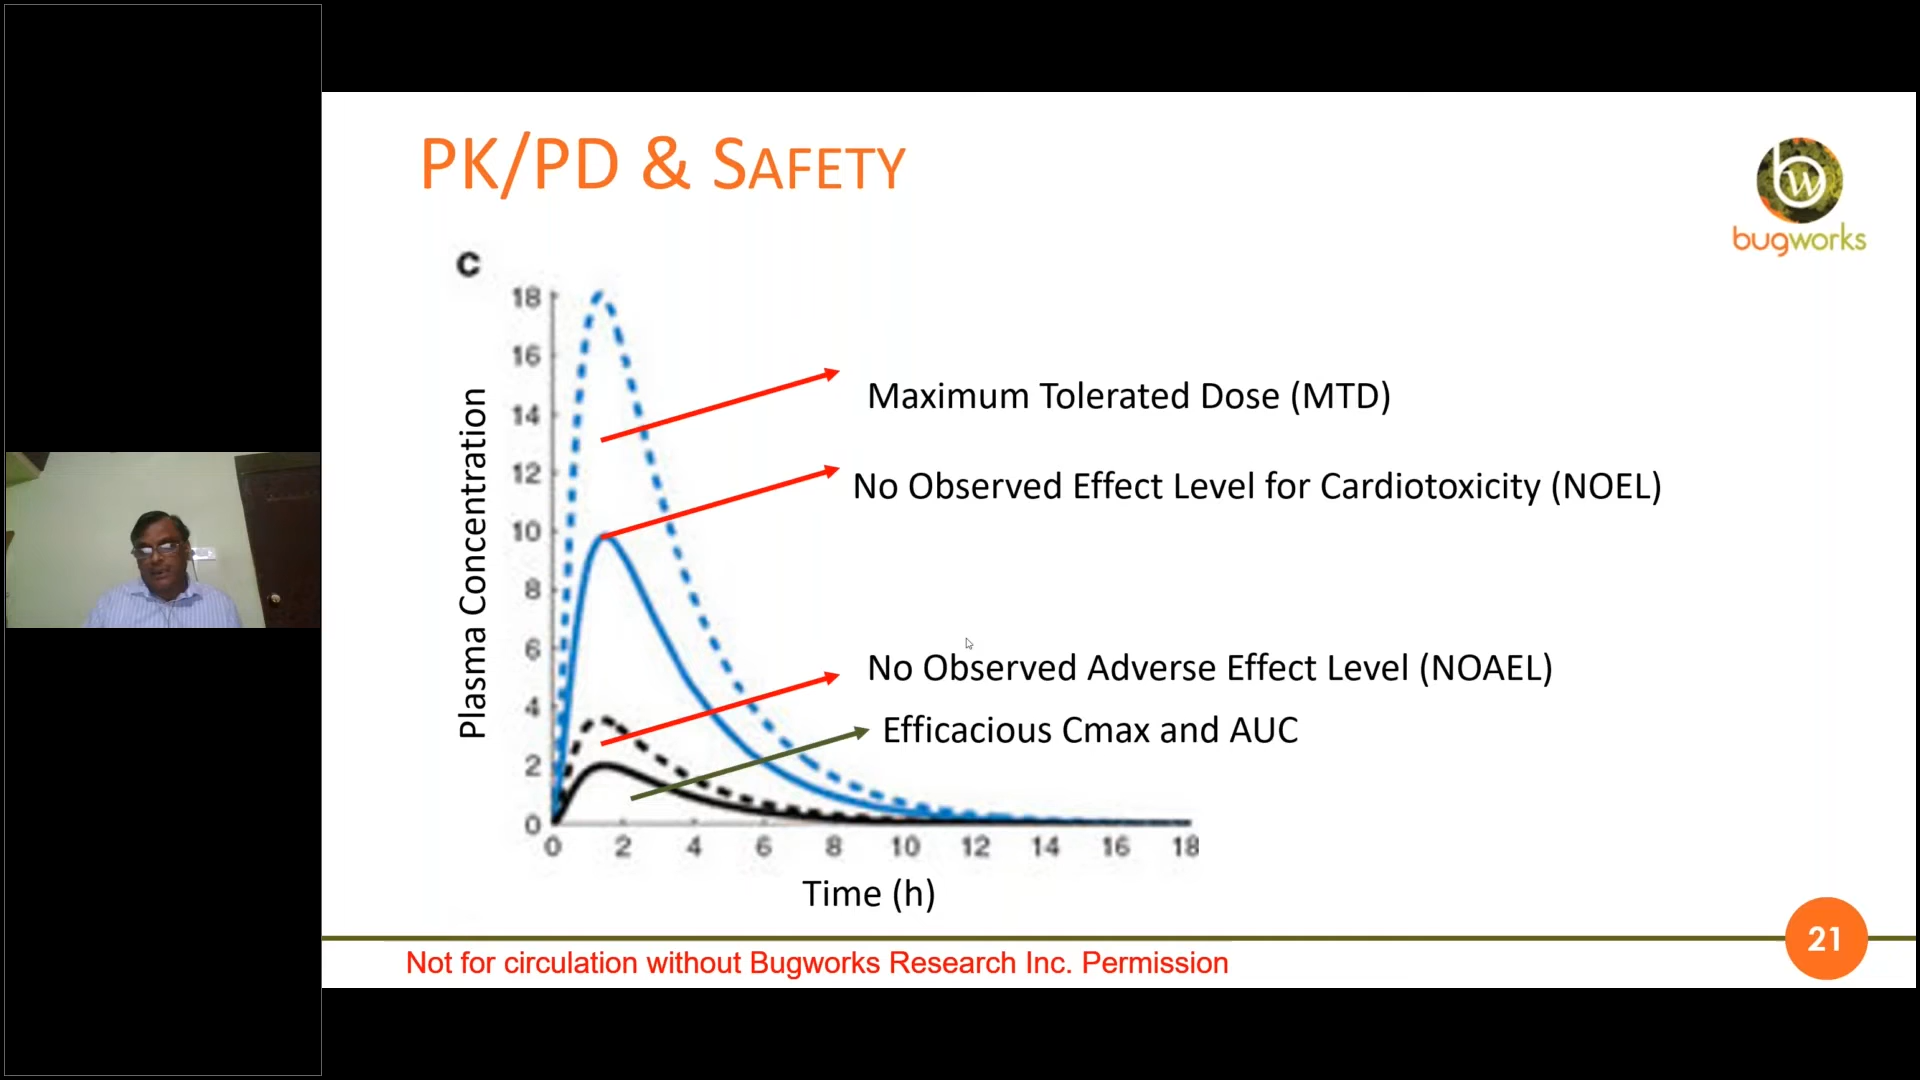 PK/PD & SAFETY
bw
bugworks
c
18
16
14
12
10
8
6
4
2
0
Plasma Concentration
Maximum Tolerated Dose (MTD)
No Observed Effect Level for Cardiotoxicity (NOEL)
No Observed Adverse Effect Level (NOAEL)
Efficacious Cmax and AUC
0 2 4 6 8 10 12 14 16 18
Time (h)
21
Not for circulation without Bugworks Research Inc. Permission